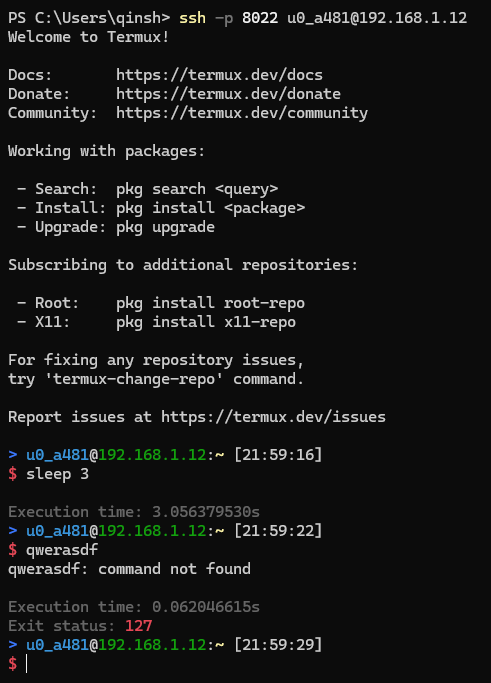 PS C:\Users\qinsh> ssh -p 8022 u0_a481@192.168.1.12
Welcome to Termux!
Docs:       https://termux.dev/docs
Donate:     https://termux.dev/donate
Community:  https://termux.dev/community
Working with packages:
 - Search:  pkg search <query>
 - Install: pkg install <package>
 - Upgrade: pkg upgrade
Subscribing to additional repositories:
 - Root:    pkg install root-repo
 - X11:     pkg install x11-repo
For fixing any repository issues,
try 'termux-change-repo' command.
Report issues at https://termux.dev/issues
> u0_a481@192.168.1.12:~ [21:59:16]
$ sleep 3
Execution time: 3.056379530s
> u0_a481@192.168.1.12:~ [21:59:22]
$ qwerasdf
qwerasdf: command not found
Execution time: 0.062046615s
Exit status: 127
> u0_a481@192.168.1.12:~ [21:59:29]
$